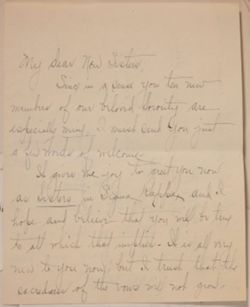 My dear New Sisters,
Since in a sense you ten new
members of our beloved Sorority are
especially mine, I must send you just
a few words of welcome.
It gives me joy to greet you now
as Sisters in Sigma Kappa, and I
hope and believe that you will be true
to all which that implies. It is all very
new to you now, but I trust that the
sacredness of the vows will not grow